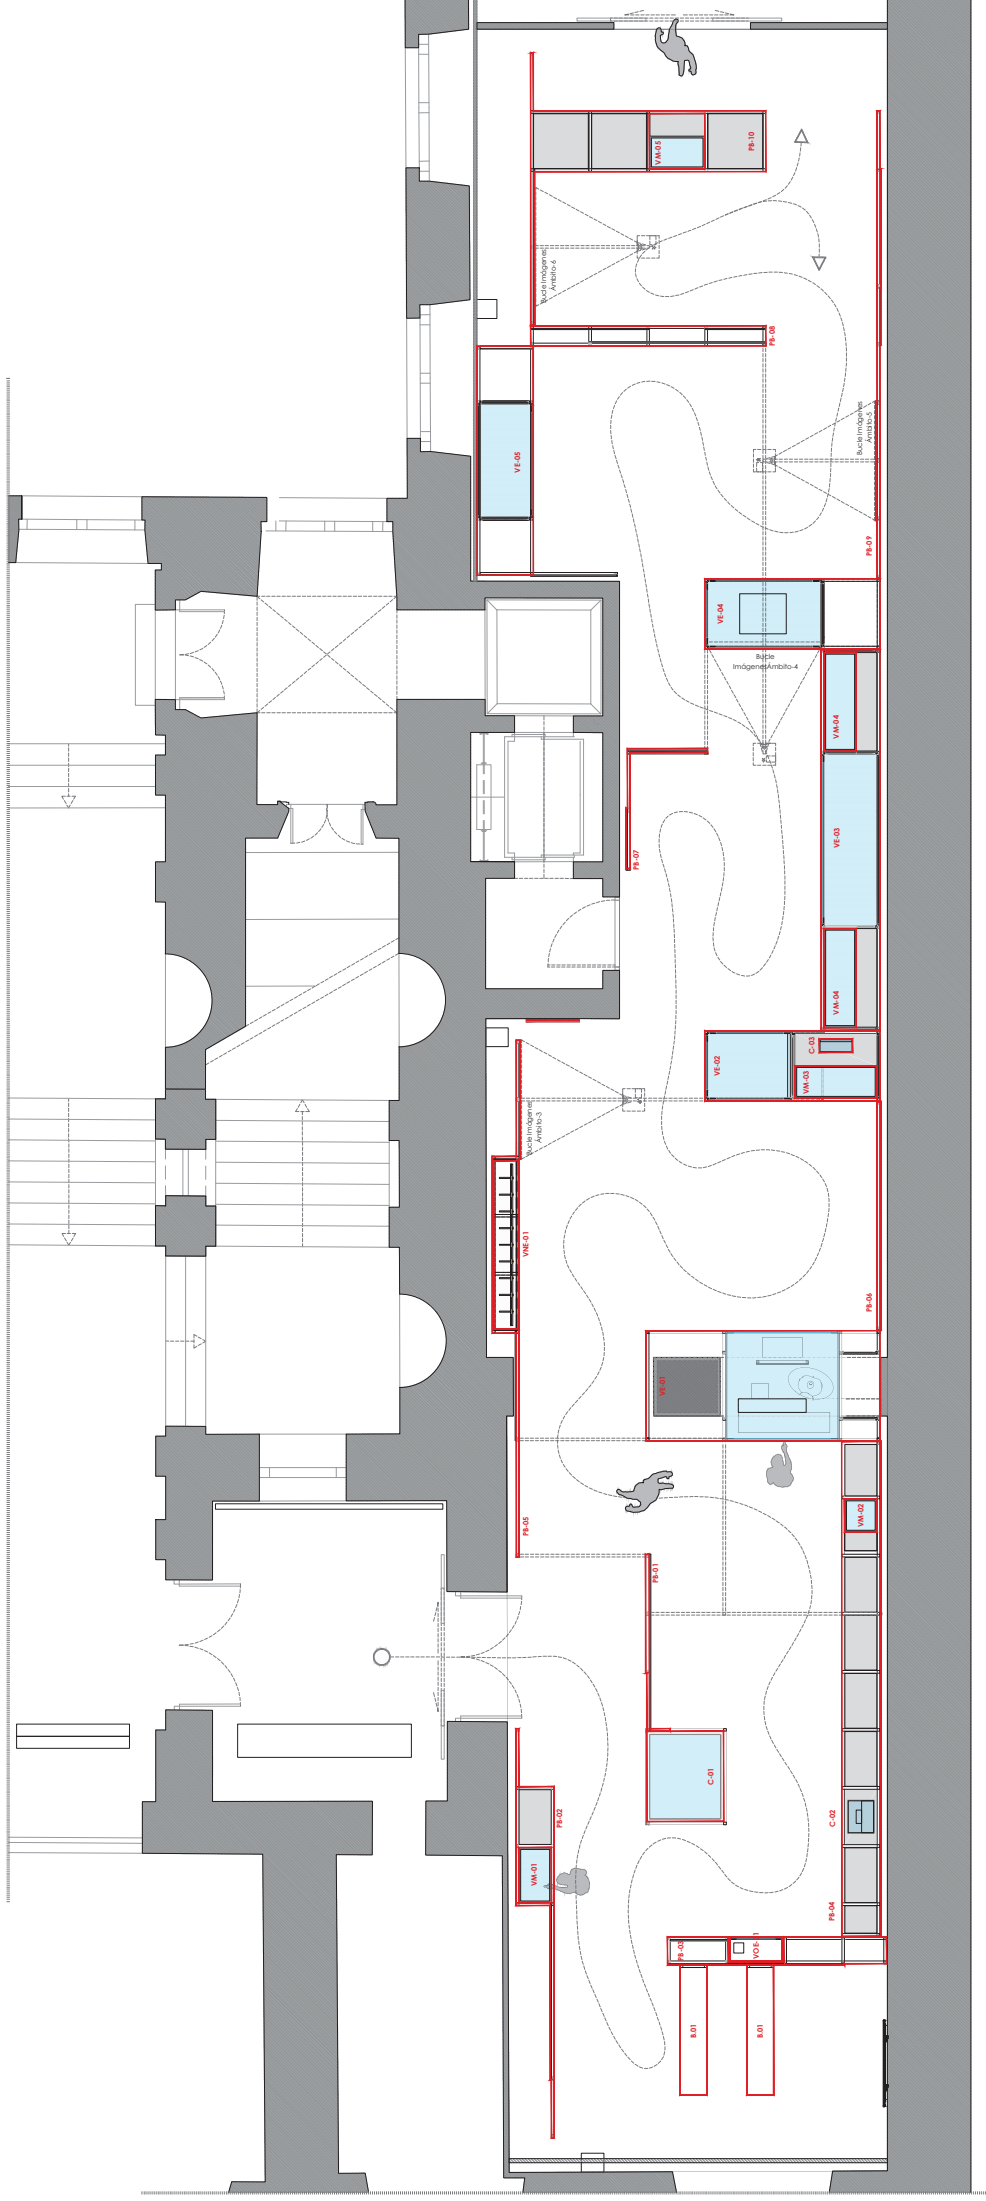 VM-05
PB-10
Bucle Imágenes
Ámbito-6
PB-08
VE-05
Bucle Imágenes
Ámbito-5
PB-09
VE-04
Bucle
ImágenesÁmbito-4
VM-04
VE-03
PB-07
VM-04
C-03
VE-02
VM-03
Bucle Imágenes
Ámbito-3
VNE-01
PB-06
VE-01
VM-02
PB-05
PB-01
C-01
PB-02
C-02
VM-01
PB-04
PB-03
VOE-01
B.01
B.01